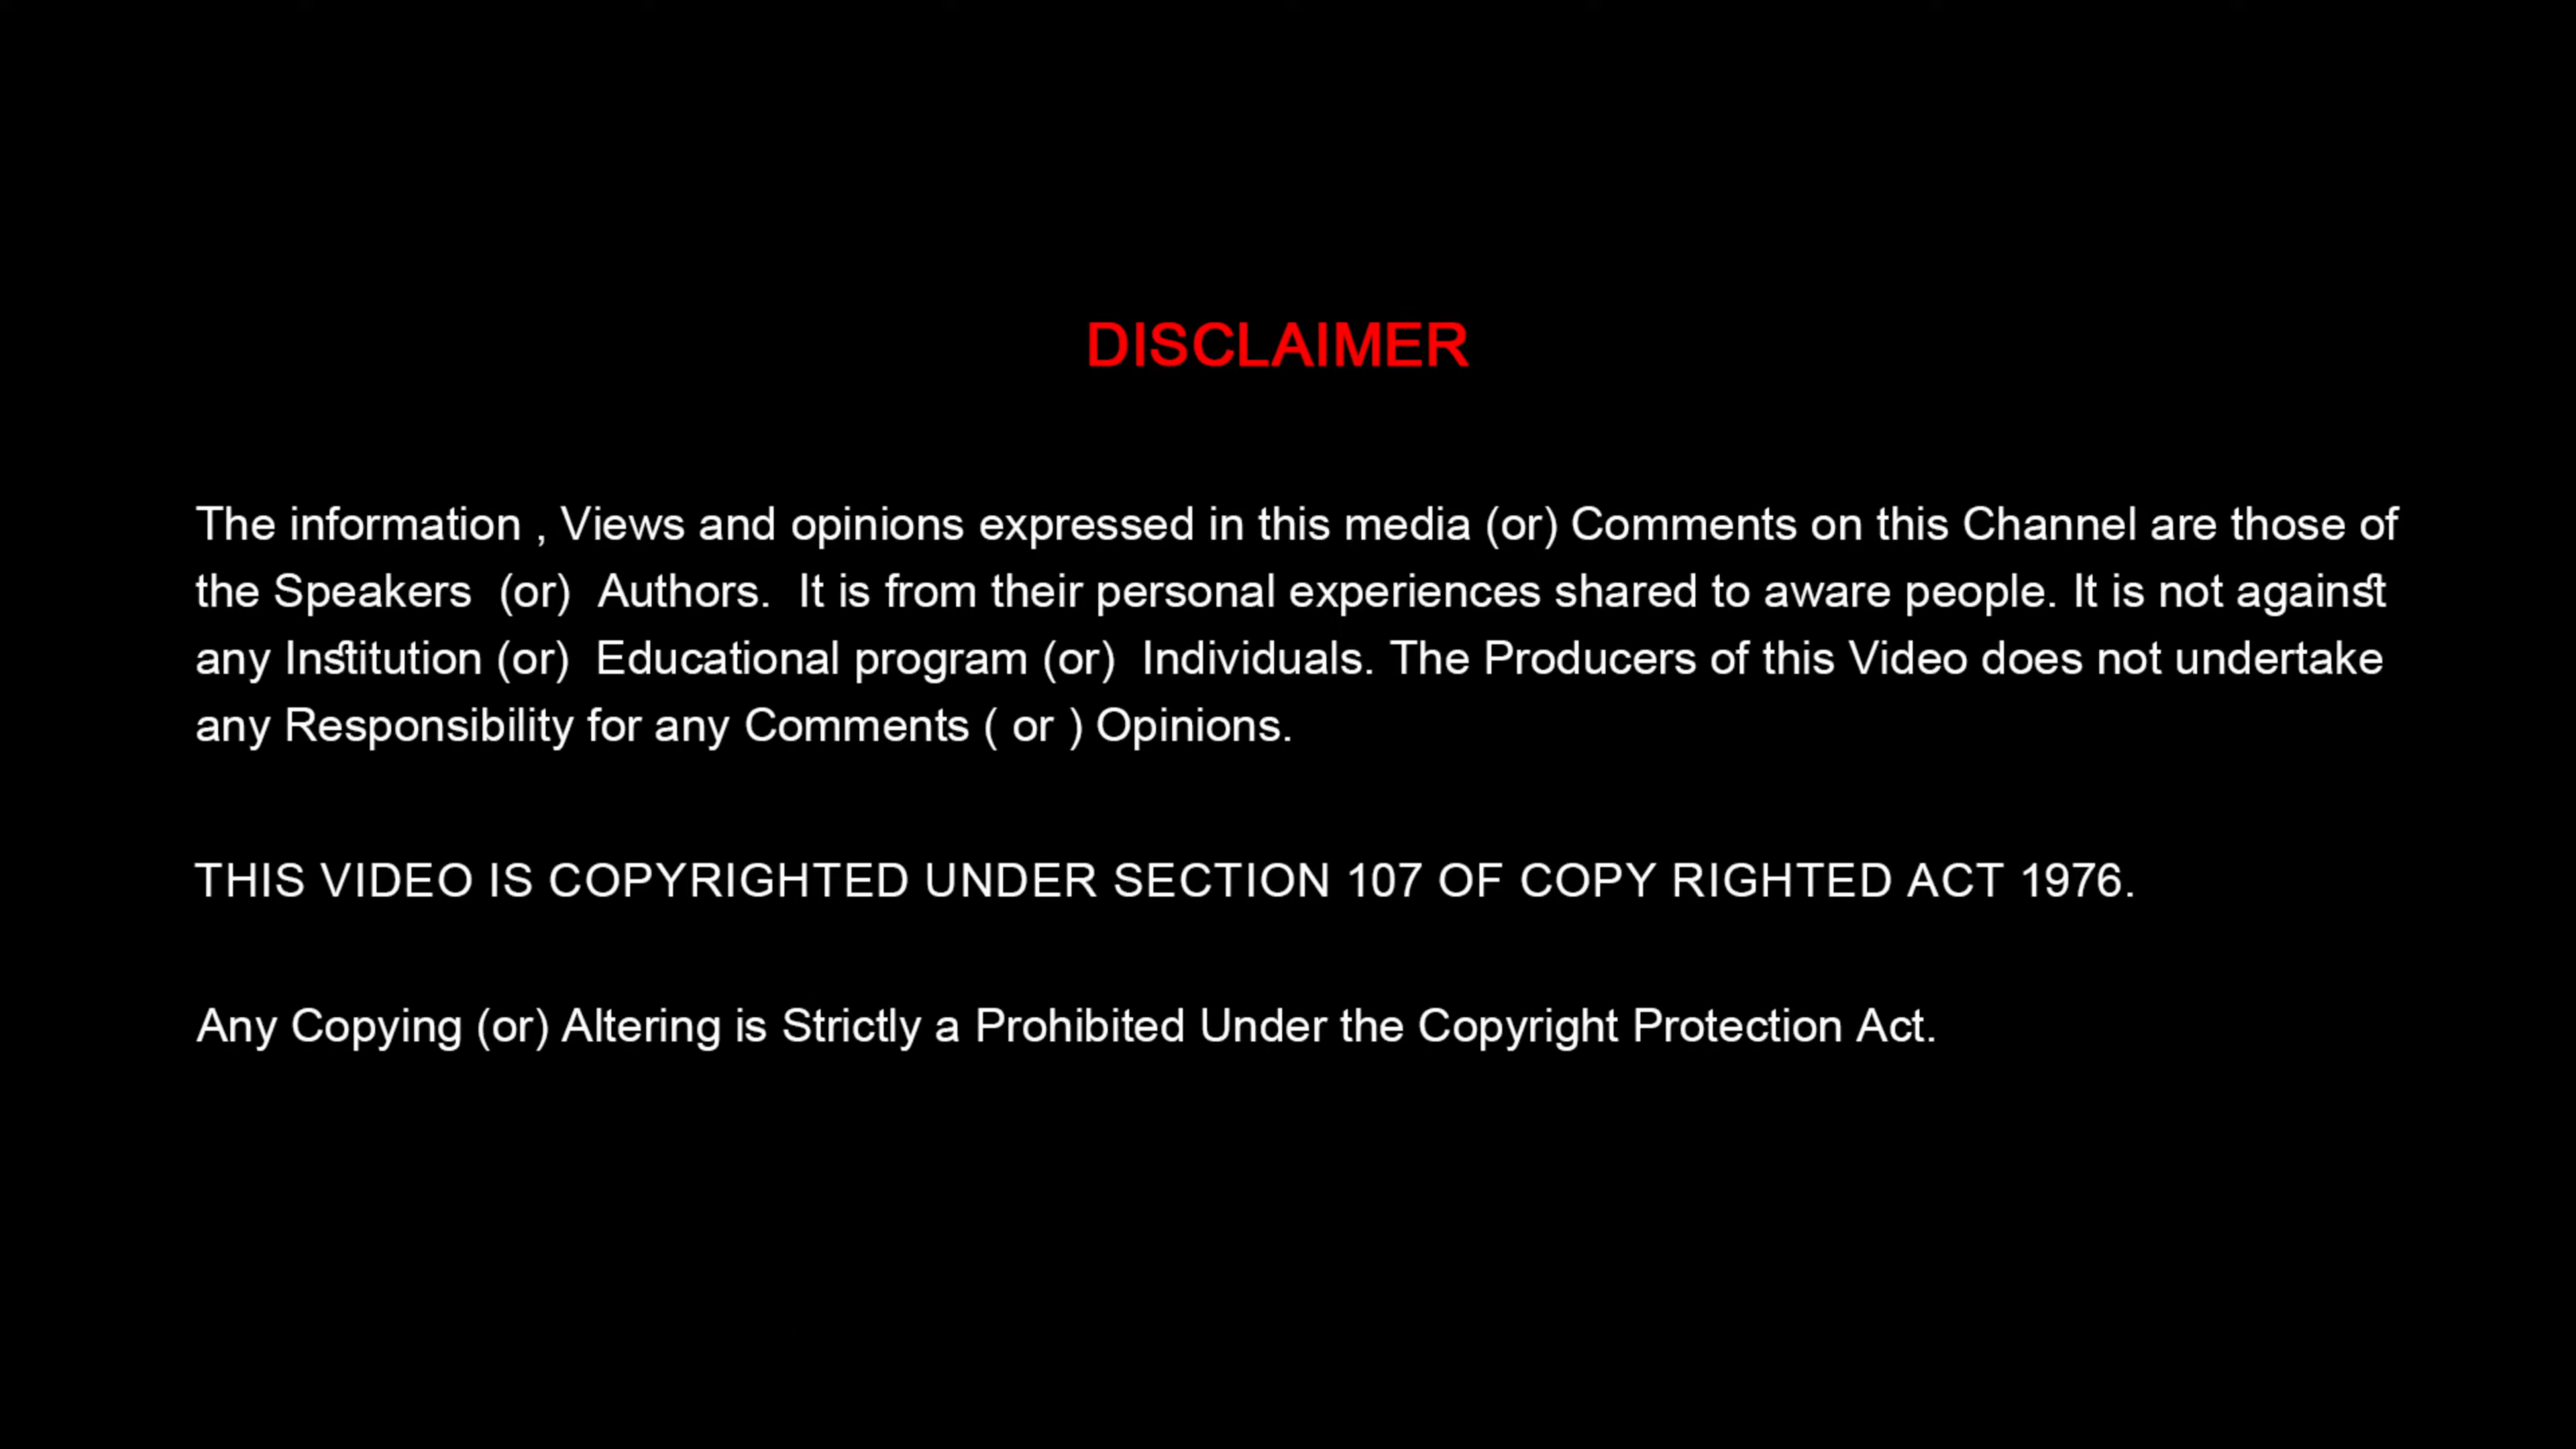 DISCLAIMER
The information , Views and opinions expressed in this media (or) Comments on this Channel are those of
the Speakers  (or)  Authors.  It is from their personal experiences shared to aware people. It is not against
any Institution (or)  Educational program (or)  Individuals. The Producers of this Video does not undertake
any Responsibility for any Comments ( or ) Opinions.
THIS VIDEO IS COPYRIGHTED UNDER SECTION 107 OF COPY RIGHTED ACT 1976.
Any Copying (or) Altering is Strictly a Prohibited Under the Copyright Protection Act.